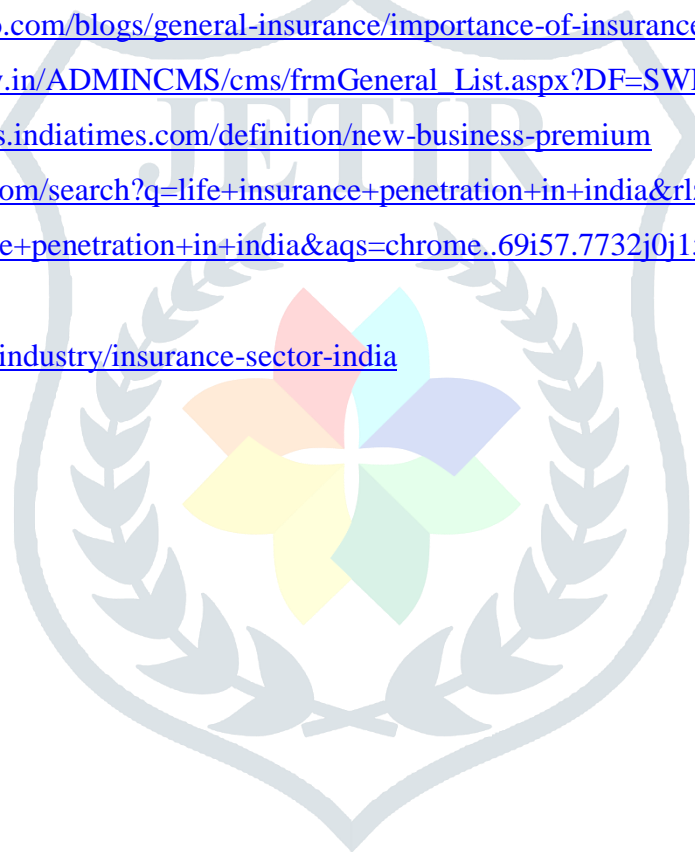 o.com/blogs/general-insurance/importance-of-insurance
v.in/ADMINCMS/cms/frmGeneral_List.aspx?DF=SWI
s.indiatimes.com/definition/new-business-premium
JETIR
om/search?q=life+insurance+penetration+in+india&rls
e+penetration+in+india&aqs=chrome..69i57.7732j0j1
industry/insurance-sector-india